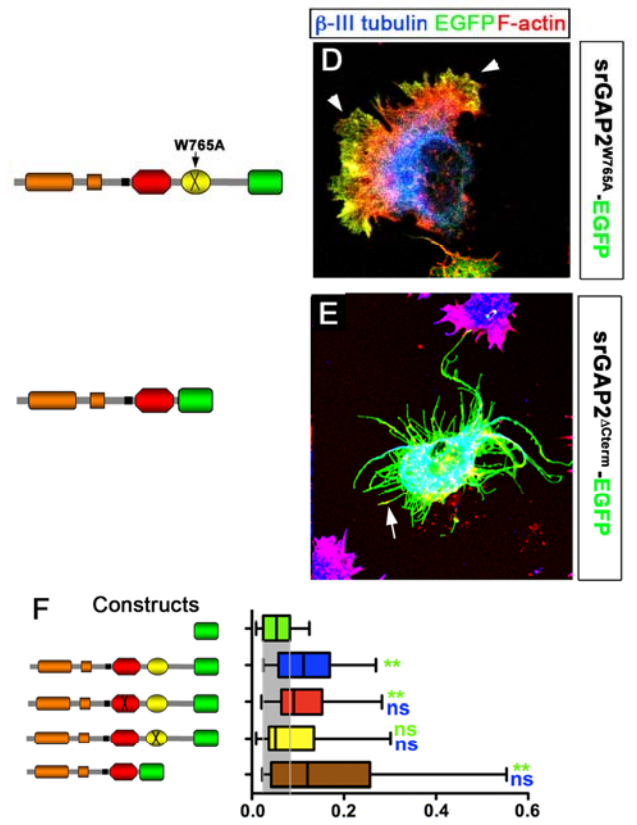 β-III tubulin EGFP F-actin
D
W765A
srGAP2W765A-EGFP
E
srGAP2ΔCterm-EGFP
F Constructs
**
**
ns
ns
ns
**
ns
0.0 0.2 0.4 0.6